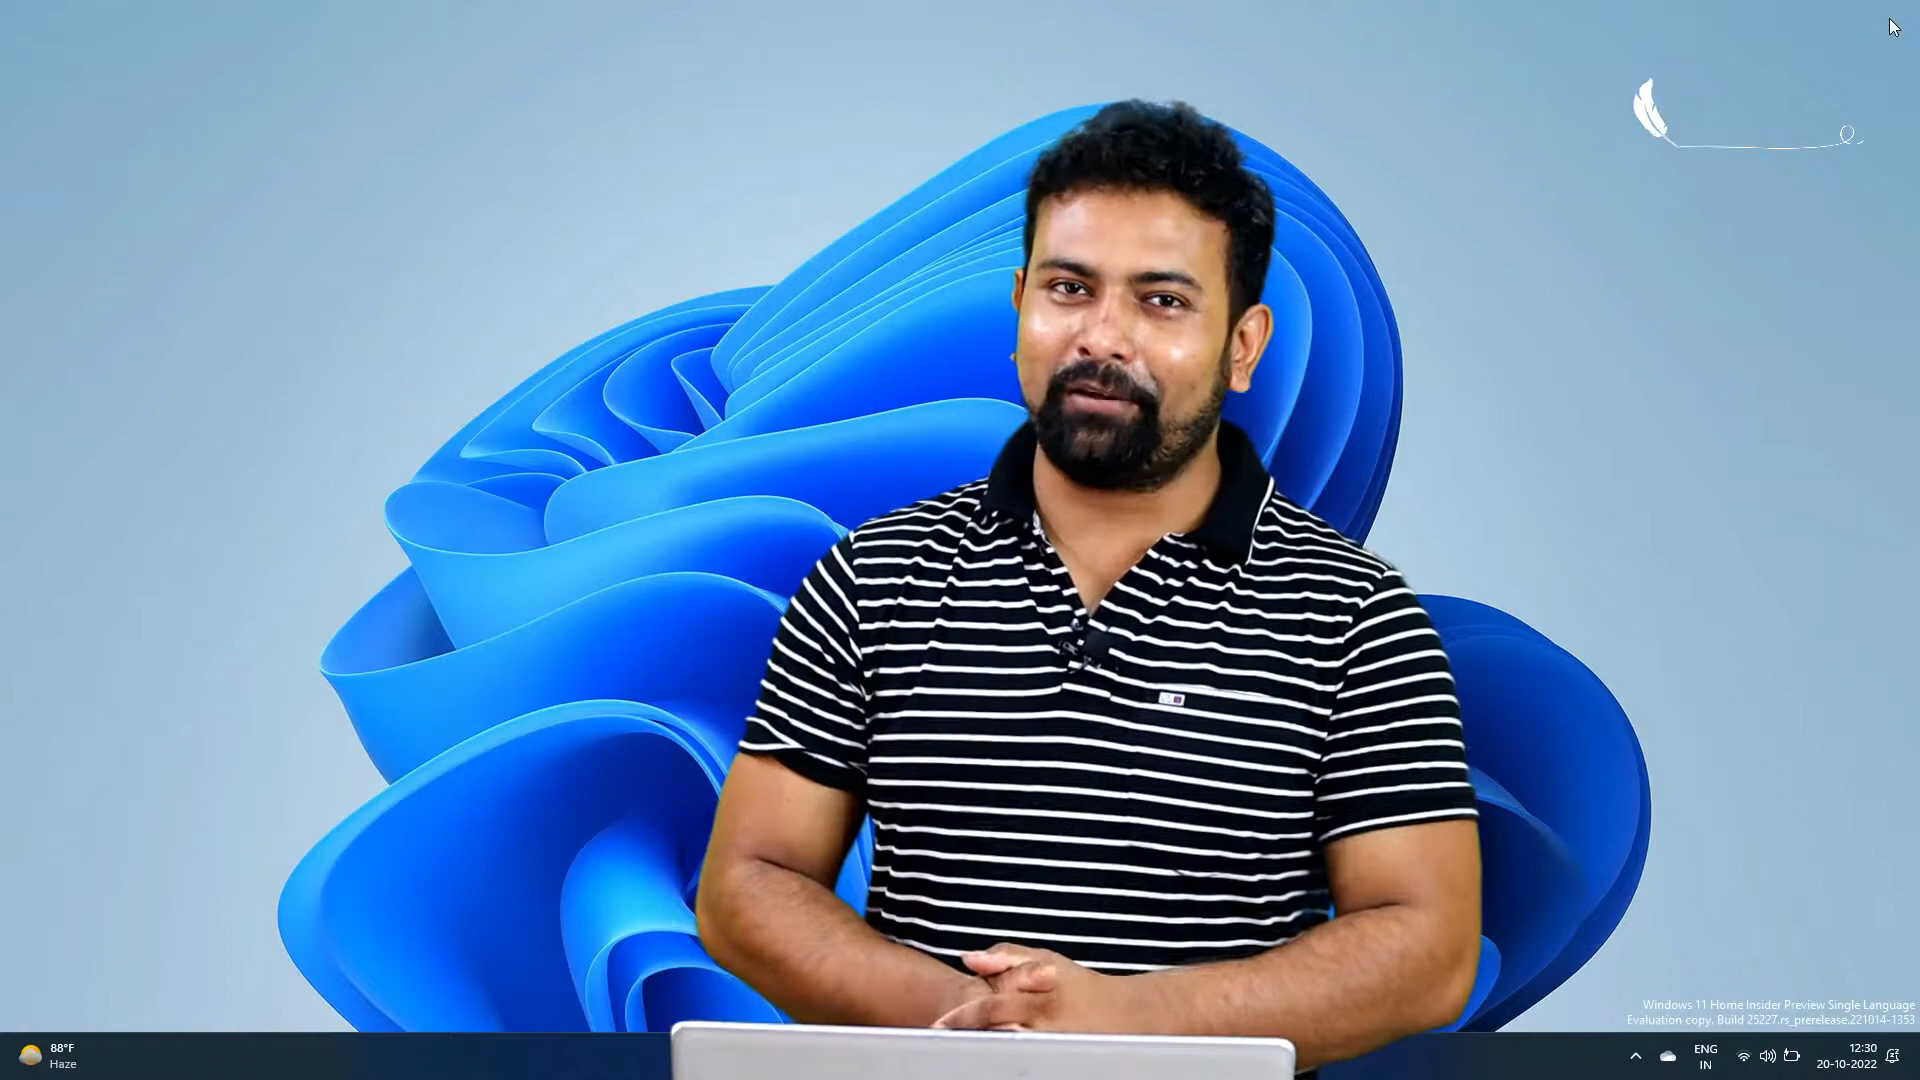 Windows 11 Home Insider Preview Single Language
Evaluation copy. Build 25227.rs_prerelease.221014-1353
88°F
Haze
ENG
IN
12:30
20-10-2022